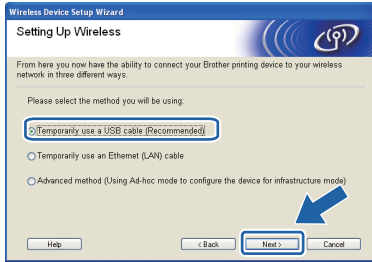 Wireless Device Setup Wizard
Setting Up Wireless
From here you now have the ability to connect your Brother printing device to your wireless
network in three different ways.
Please select the method you will be using:
Temporarily use a USB cable (Recommended)
Temporarily use an Ethernet (LAN) cable
Advanced method (Using Ad-hoc mode to configure the device for infrastructure mode)
Help < Back Next > Cancel